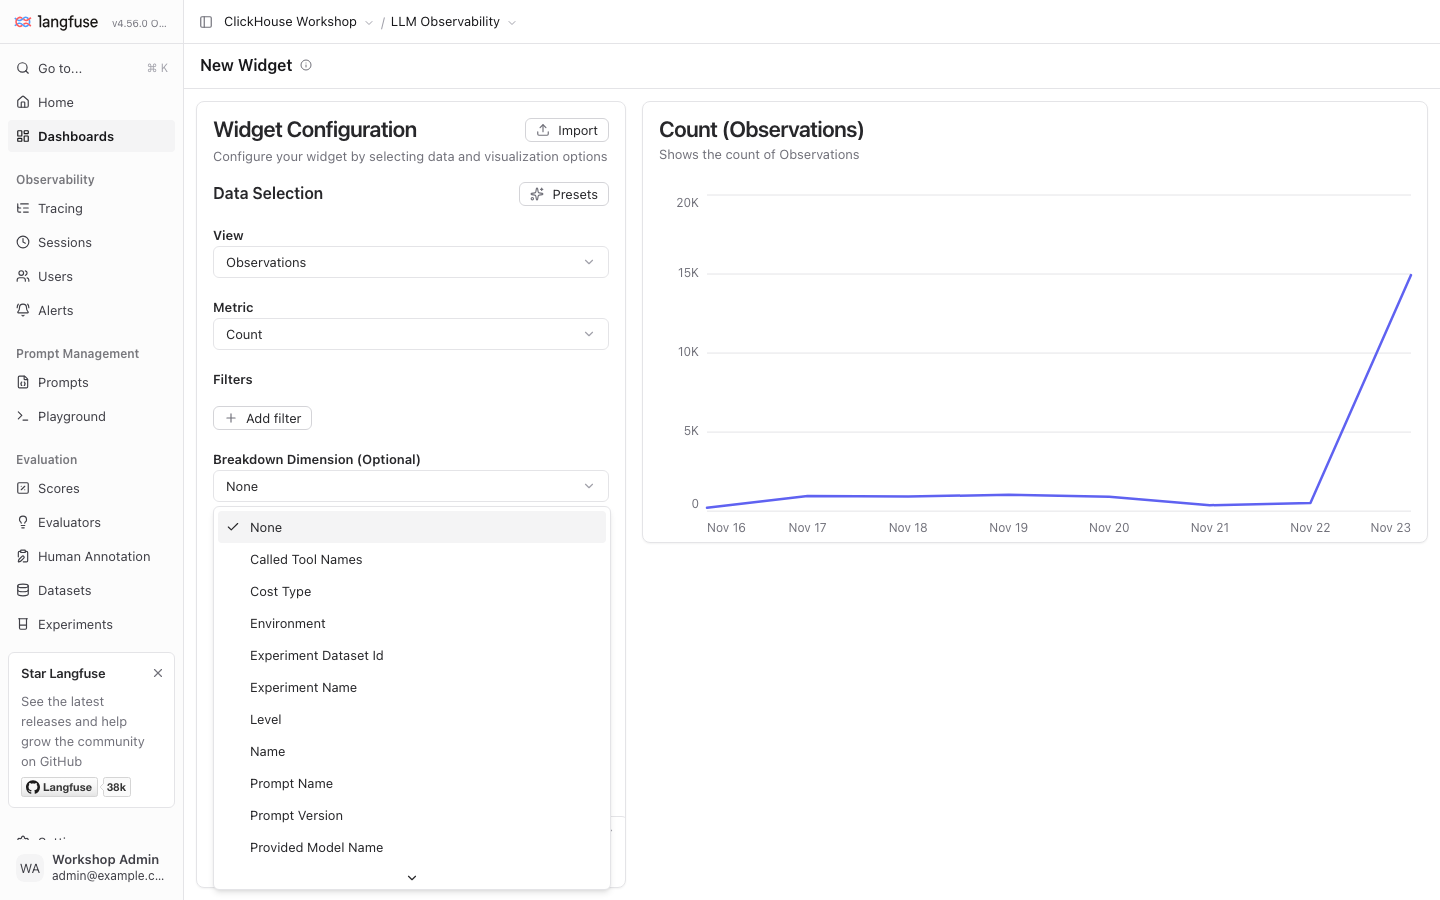 langfuse
v4.56.0 O...
ClickHouse Workshop
/
LLM Observability
Go to...
⌘ K
Home
Dashboards
Observability
Tracing
Sessions
Users
Alerts
Prompt Management
Prompts
Playground
Evaluation
Scores
Evaluators
Human Annotation
Datasets
Experiments
Star Langfuse
See the latest
releases and help
grow the community
on GitHub
Langfuse
38k
WA
Workshop Admin
admin@example.c...
New Widget
Widget Configuration
Import
Configure your widget by selecting data and visualization options
Data Selection
Presets
View
Observations
Metric
Count
Filters
Add filter
Breakdown Dimension (Optional)
None
None
Called Tool Names
Cost Type
Environment
Experiment Dataset Id
Experiment Name
Level
Name
Prompt Name
Prompt Version
Provided Model Name
Count (Observations)
Shows the count of Observations
20K
15K
10K
5K
0
Nov 16
Nov 17
Nov 18
Nov 19
Nov 20
Nov 21
Nov 22
Nov 23